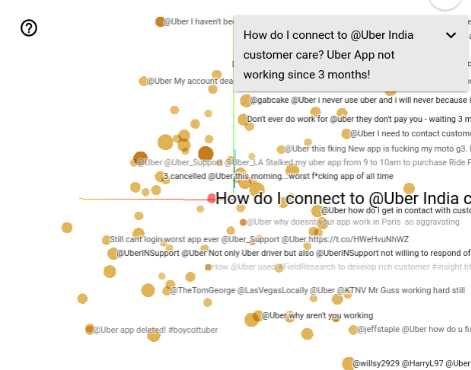 @Uber I haven't be
How do I connect to @Uber India
customer care? Uber App not
working since 3 months!
@Uber My account dea
@gabcake @Uber i never use uber and i will never because i
Don't ever do work for @uber they don't pay you - waiting 3 m
@Uber I need to contact custome
@Uber this fking New app is fucking my moto g3. I
@Uber @Uber_Support @Uber_LA Stalked my uber app from 9 to 10am to purchase Ride P
3 cancelled @Uber this morning...worst f*cking app of all time
How do I connect to @Uber India c
@Uber how do I get in contact with cust
@Uber why doesnt your app work in Paris so aggravating
Still cant login worst app ever @Uber_Support @Uber https://t.co/HWeHvuNhWZ
@UberINSupport @Uber Not only Uber driver but also @UberINSupport not willing to respond of
How @Uber used #FieldResearch to develop rich customer #insight ht
@TheTomGeorge @LasVegasLocally @Uber @KTNV Mr Guss working hard still
@Uber why aren't you working
@Uber app deleted! #boycottuber
@jeffstaple @Uber how do u fi
@willsy2929 @HarryL97 @Uber